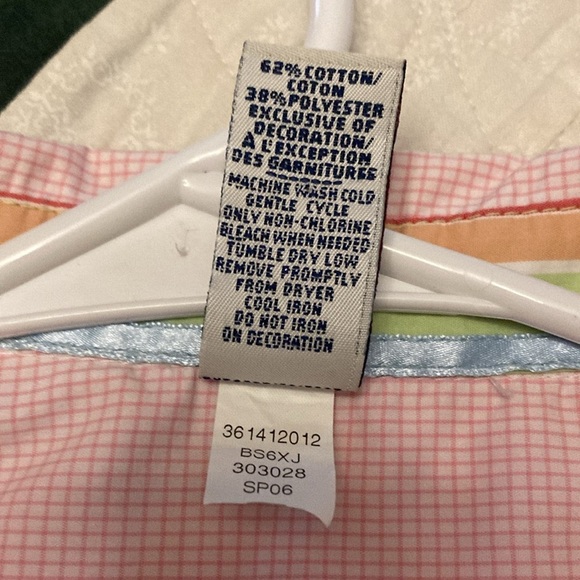 62% COTTON/
COTON
38% POLYESTER
EXCLUSIVE OF
DECORATION/
À L'EXCEPTION
DES GARNITURES
MACHINE WASH COLD
GENTLE CYCLE
ONLY NON-CHLORINE
BLEACH WHEN NEEDED
TUMBLE DRY LOW
REMOVE PROMPTLY
FROM DRYER
COOL IRON
DO NOT IRON
ON DECORATION
361412012
BS6XJ
303028
SP06